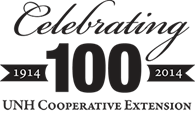 Celebrating
1914 100 2014
UNH COOPERATIVE EXTENSION